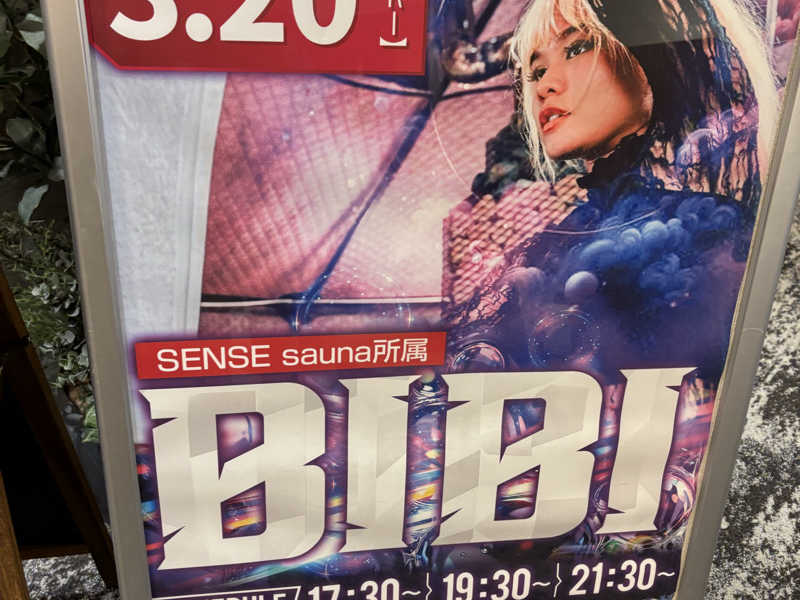 3.20
SENSE sauna所属
BIBI
17:30~ 19:30~ 21:30~